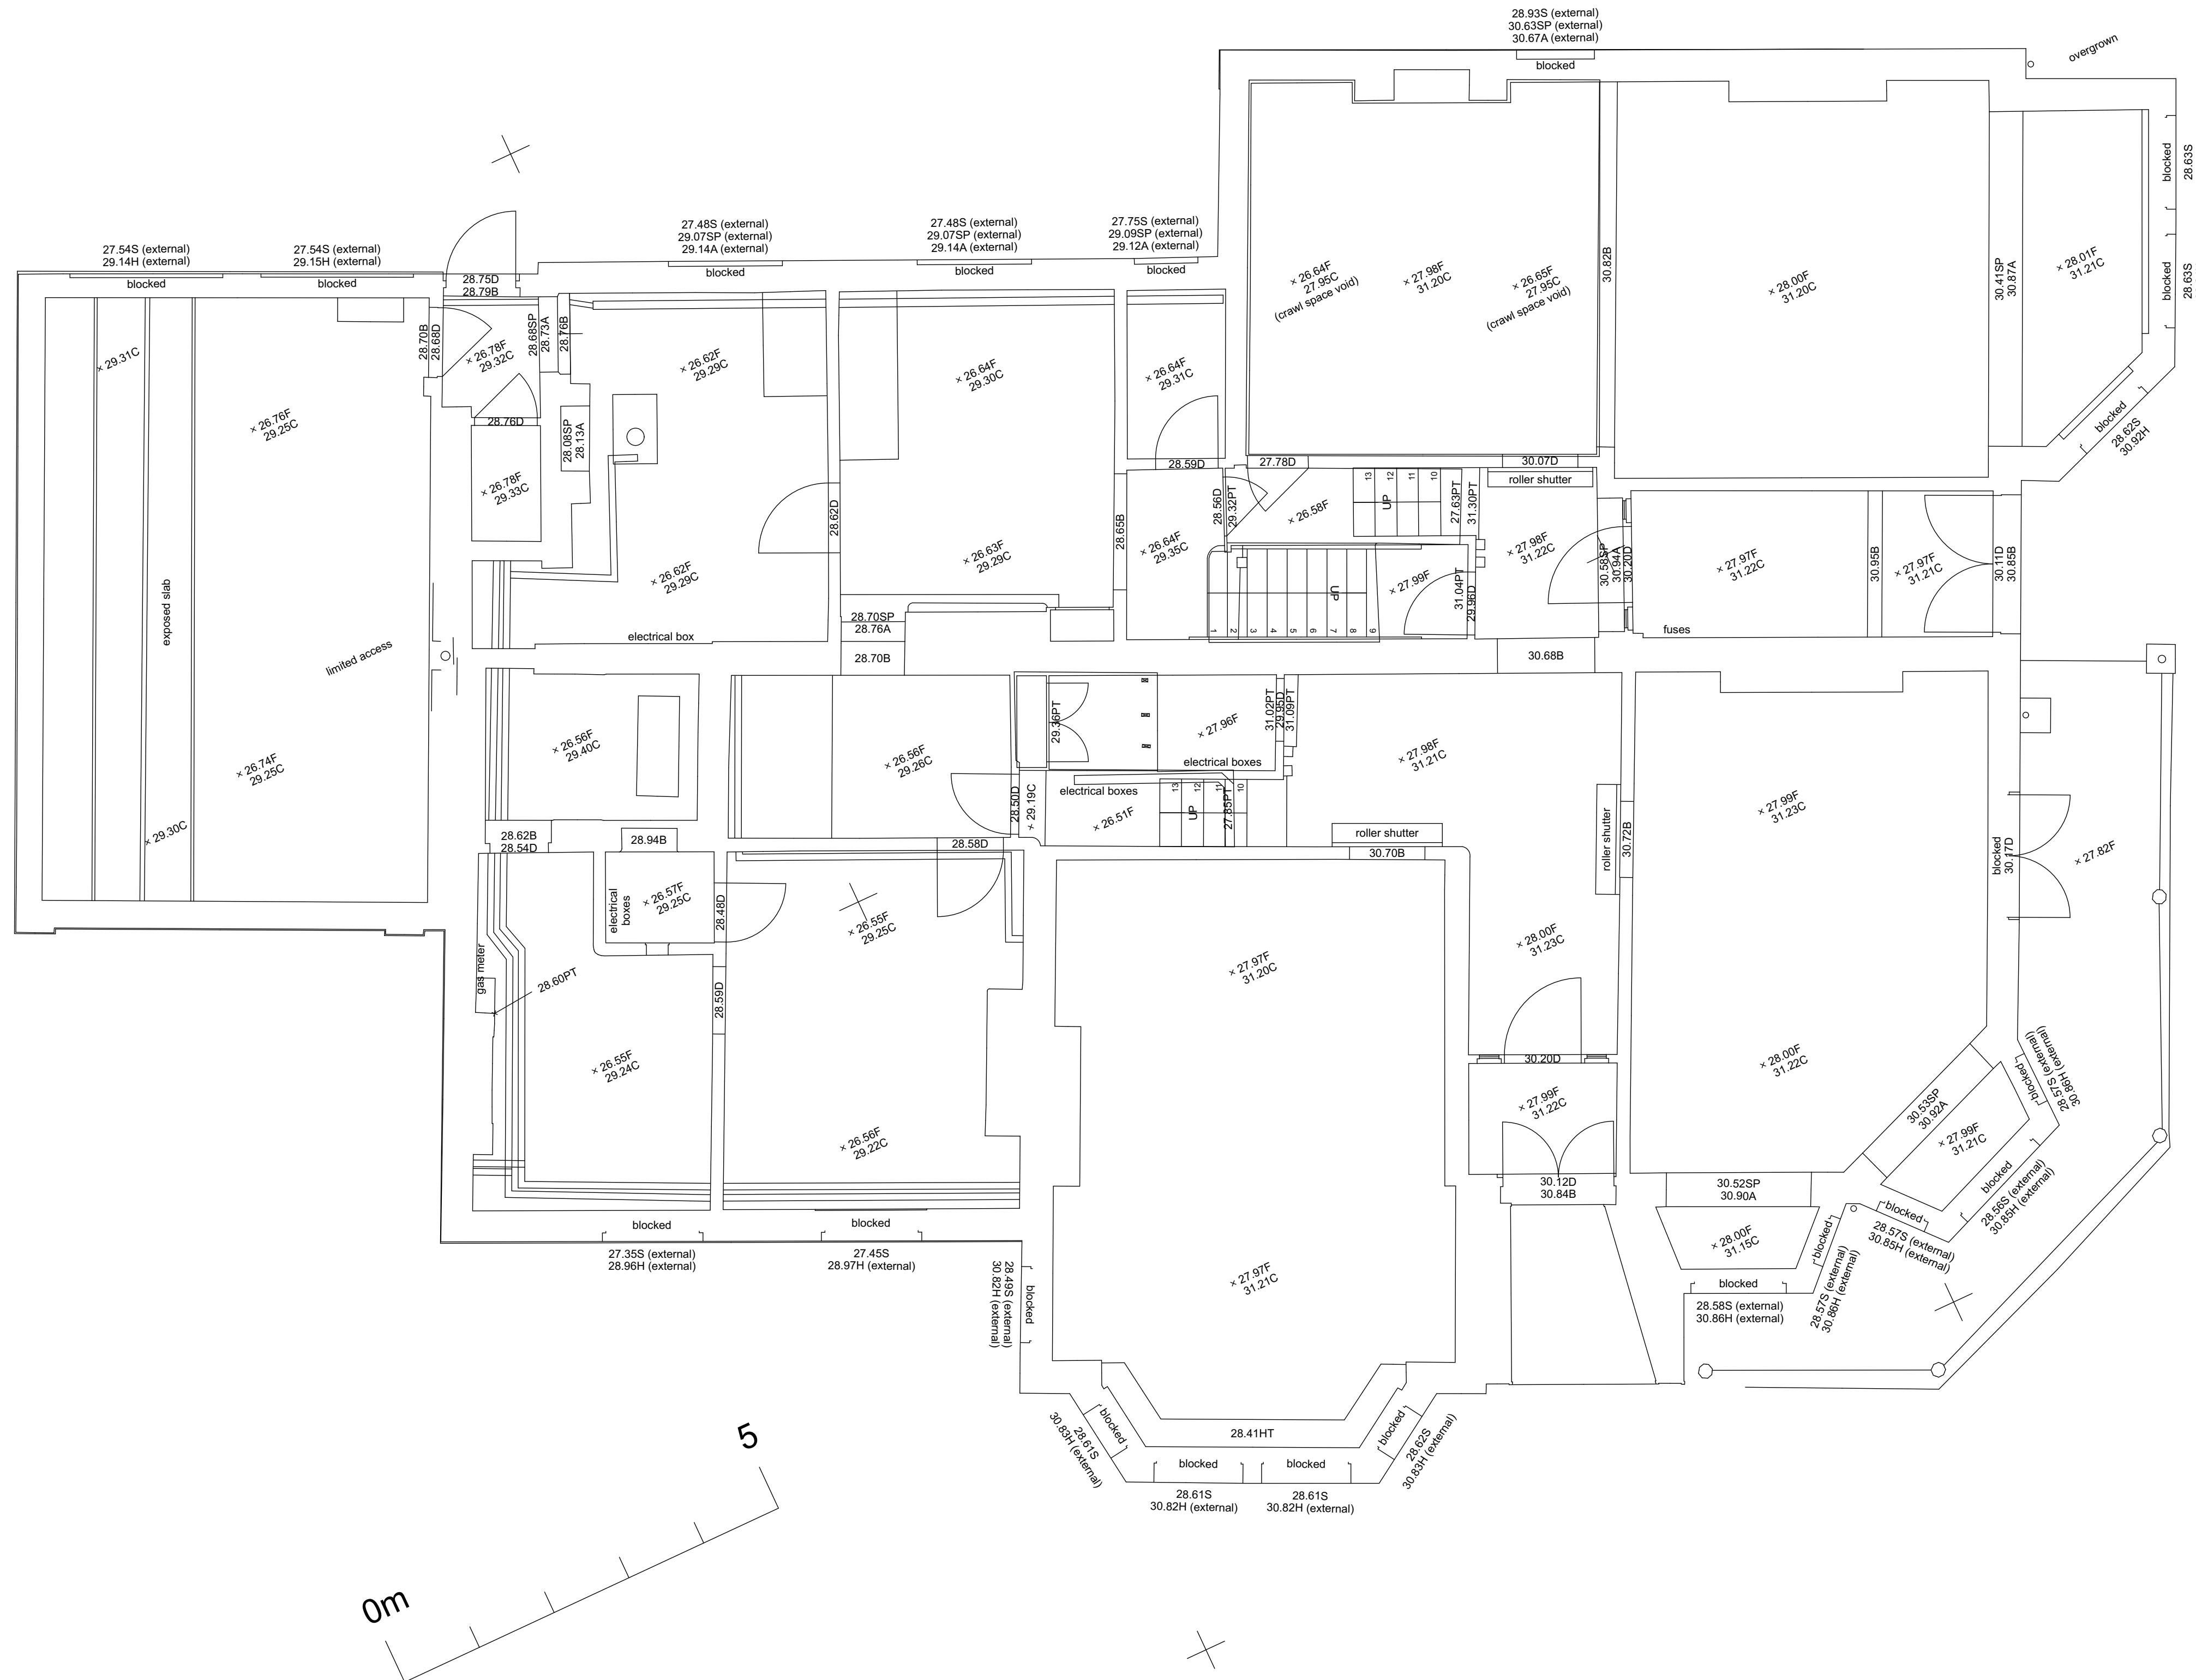 28.93S (external)
30.63SP (external)
30.67A (external)
blocked
overgrown
27.54S (external)
29.14H (external)
blocked
27.54S (external)
29.15H (external)
blocked
28.75D
28.79B
27.48S (external)
29.07SP (external)
29.14A (external)
blocked
27.48S (external)
29.07SP (external)
29.14A (external)
blocked
27.75S (external)
29.09SP (external)
29.12A (external)
blocked
× 26.64F
27.95C
(crawl space void)
× 27.98F
31.20C
× 26.65F
27.95C
(crawl space void)
30.82B
× 28.00F
31.20C
30.41SP
30.87A
× 28.01F
31.21C
blocked
28.63S
blocked
28.63S
blocked
28.62S
30.92H
× 29.31C
× 26.76F
29.25C
28.70B
28.68D
× 26.78F
29.32C
28.68SP
28.73A
28.76B
× 26.62F
29.29C
× 26.64F
29.30C
× 26.64F
29.31C
28.76D
28.08SP
28.13A
× 26.78F
29.33C
28.62D
28.59D
27.78D
30.07D
roller shutter
28.65B
28.56D
29.32PT
× 26.58F
13
12
11
10
UP
27.63PT
31.30PT
× 26.63F
29.29C
× 26.64F
29.35C
× 27.98F
31.22C
30.58SP
30.94A
30.20D
× 27.97F
31.22C
30.95B
× 27.97F
31.21C
30.11D
30.85B
fuses
× 26.62F
29.29C
electrical box
exposed slab
limited access
28.70SP
28.76A
28.70B
1
2
3
4
5
6
7
8
9
UP
× 27.99F
31.04PT
29.96D
30.68B
× 26.74F
29.25C
× 29.30C
× 26.56F
29.40C
× 26.56F
29.26C
29.36PT
× 27.96F
electrical boxes
31.02PT
29.95D
31.09PT
× 27.98F
31.21C
28.50D
× 29.19C
electrical boxes
× 26.51F
13
12
11
10
UP
27.85PT
roller shutter
30.70B
roller shutter
30.72B
× 27.99F
31.23C
blocked
30.17D
× 27.82F
28.62B
28.54D
28.94B
28.58D
electrical
boxes
× 26.57F
29.25C
28.48D
× 26.55F
29.25C
gas meter
28.60PT
28.59D
× 26.55F
29.24C
× 26.56F
29.22C
× 27.97F
31.20C
× 28.00F
31.23C
30.20D
× 27.99F
31.22C
30.12D
30.84B
× 28.00F
31.22C
30.53SP
30.92A
× 27.99F
31.21C
blocked
28.57S (external)
30.86H (external)
blocked
28.56S (external)
30.85H (external)
30.52SP
30.90A
× 28.00F
31.15C
blocked
28.57S (external)
30.85H (external)
blocked
28.57S (external)
30.86H (external)
blocked
28.58S (external)
30.86H (external)
blocked
27.35S (external)
28.96H (external)
blocked
27.45S
28.97H (external)
28.49S (external)
30.82H (external)
blocked
× 27.97F
31.21C
28.41HT
blocked
28.61S
30.83H (external)
blocked
28.61S
30.82H (external)
blocked
28.61S
30.82H (external)
blocked
28.62S
30.83H (external)
5
0m